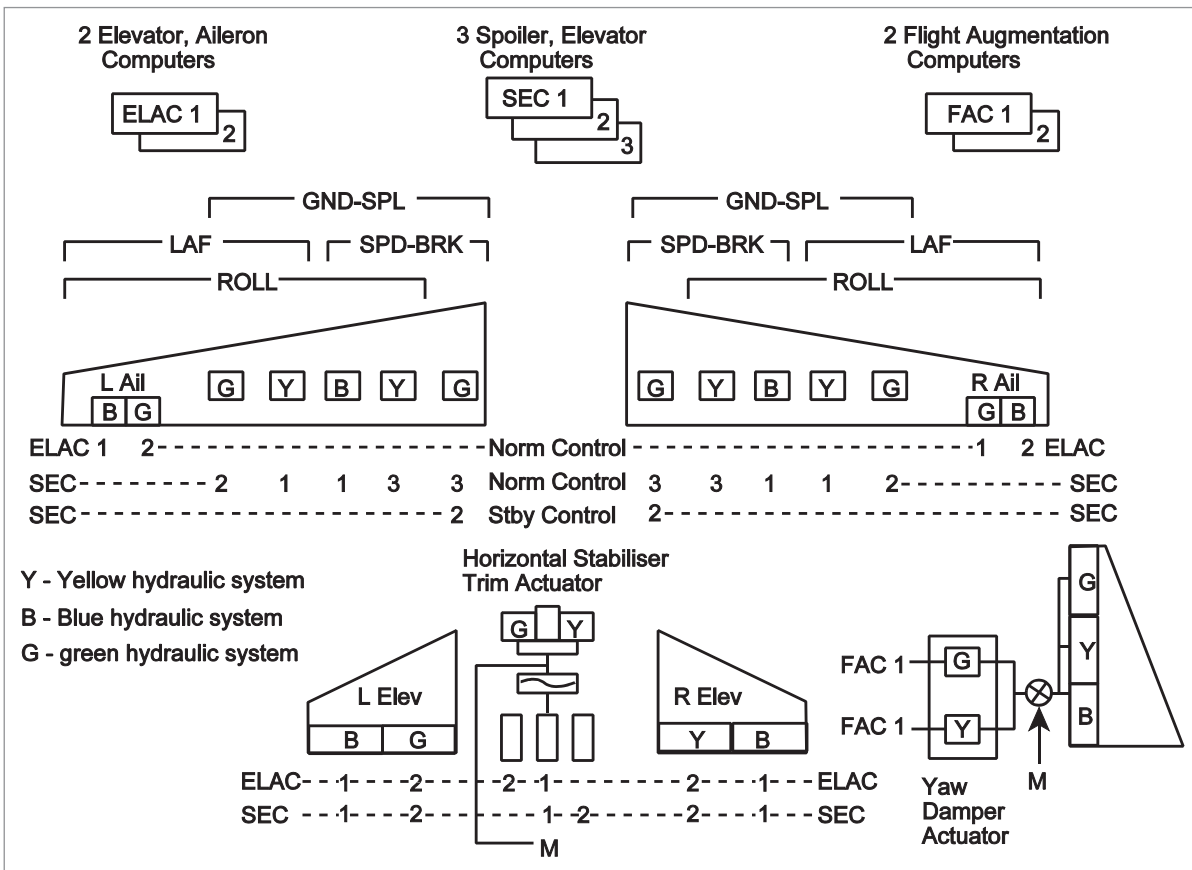 2 Elevator, Aileron
Computers
3 Spoiler, Elevator
Computers
2 Flight Augmentation
Computers
ELAC 1
2
SEC 1
2
3
FAC 1
2
GND-SPL
GND-SPL
LAF
SPD-BRK
SPD-BRK
LAF
ROLL
ROLL
L Ail
G Y B Y G
G Y B Y G
R Ail
B G
G B
ELAC 1 2 Norm Control 1 2 ELAC
SEC 2 1 1 3 3 Norm Control 3 3 1 1 2 SEC
SEC 2 Stby Control 2 SEC
Y - Yellow hydraulic system
B - Blue hydraulic system
G - green hydraulic system
Horizontal Stabiliser
Trim Actuator
G Y
L Elev
B G
R Elev
Y B
ELAC 1 2 2 1 2 1 ELAC
SEC 1 2 1 2 2 1 SEC
M
FAC 1
G
FAC 1
Y
Yaw
Damper
Actuator
M
G
Y
B